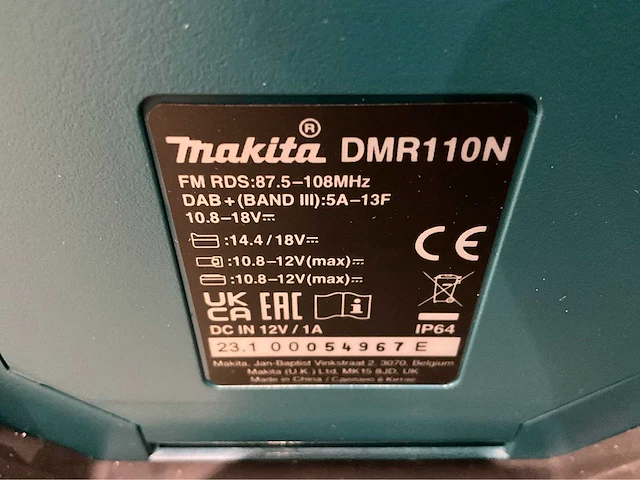 makita® DMR110N
FM RDS:87.5–108MHz
DAB+(BAND III):5A–13F
10.8–18V⎓
:14.4/18V⎓
:10.8–12V(max)⎓
:10.8–12V(max)⎓
CE
UK
CA EAC i
DC IN 12V/1A IP64
23.1 00054967 E
Makita, Jan-Baptist Vinkstraat 2, 3070, Belgium
Makita (U.K.) Ltd, MK15 8JD, UK
Made in China / Сделано в Китае